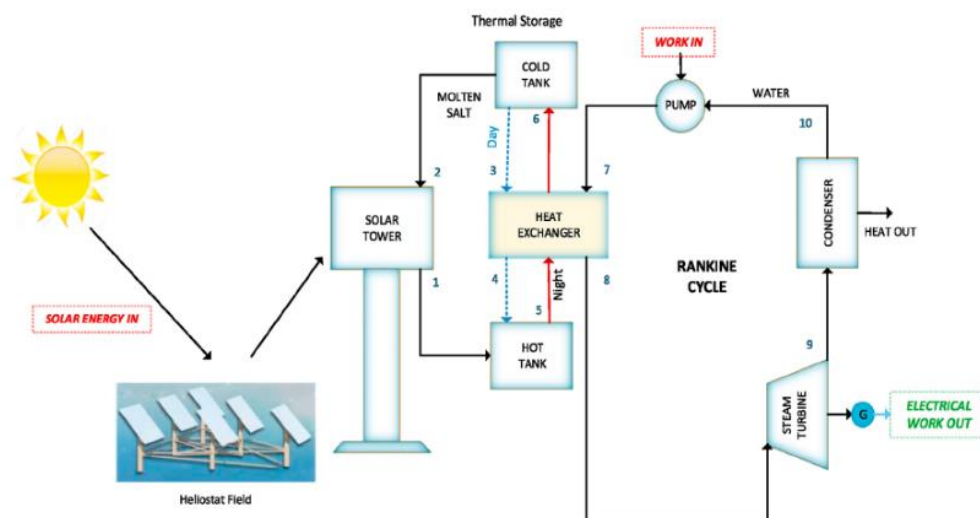 Thermal Storage
WORK IN
COLD
TANK
MOLTEN
SALT
PUMP
WATER
Day
6
10
2
3
7
SOLAR
TOWER
HEAT
EXCHANGER
CONDENSER
HEAT OUT
RANKINE
CYCLE
1
4
Night
8
5
SOLAR ENERGY IN
HOT
TANK
9
STEAM
TURBINE
G
ELECTRICAL
WORK OUT
Heliostat Field